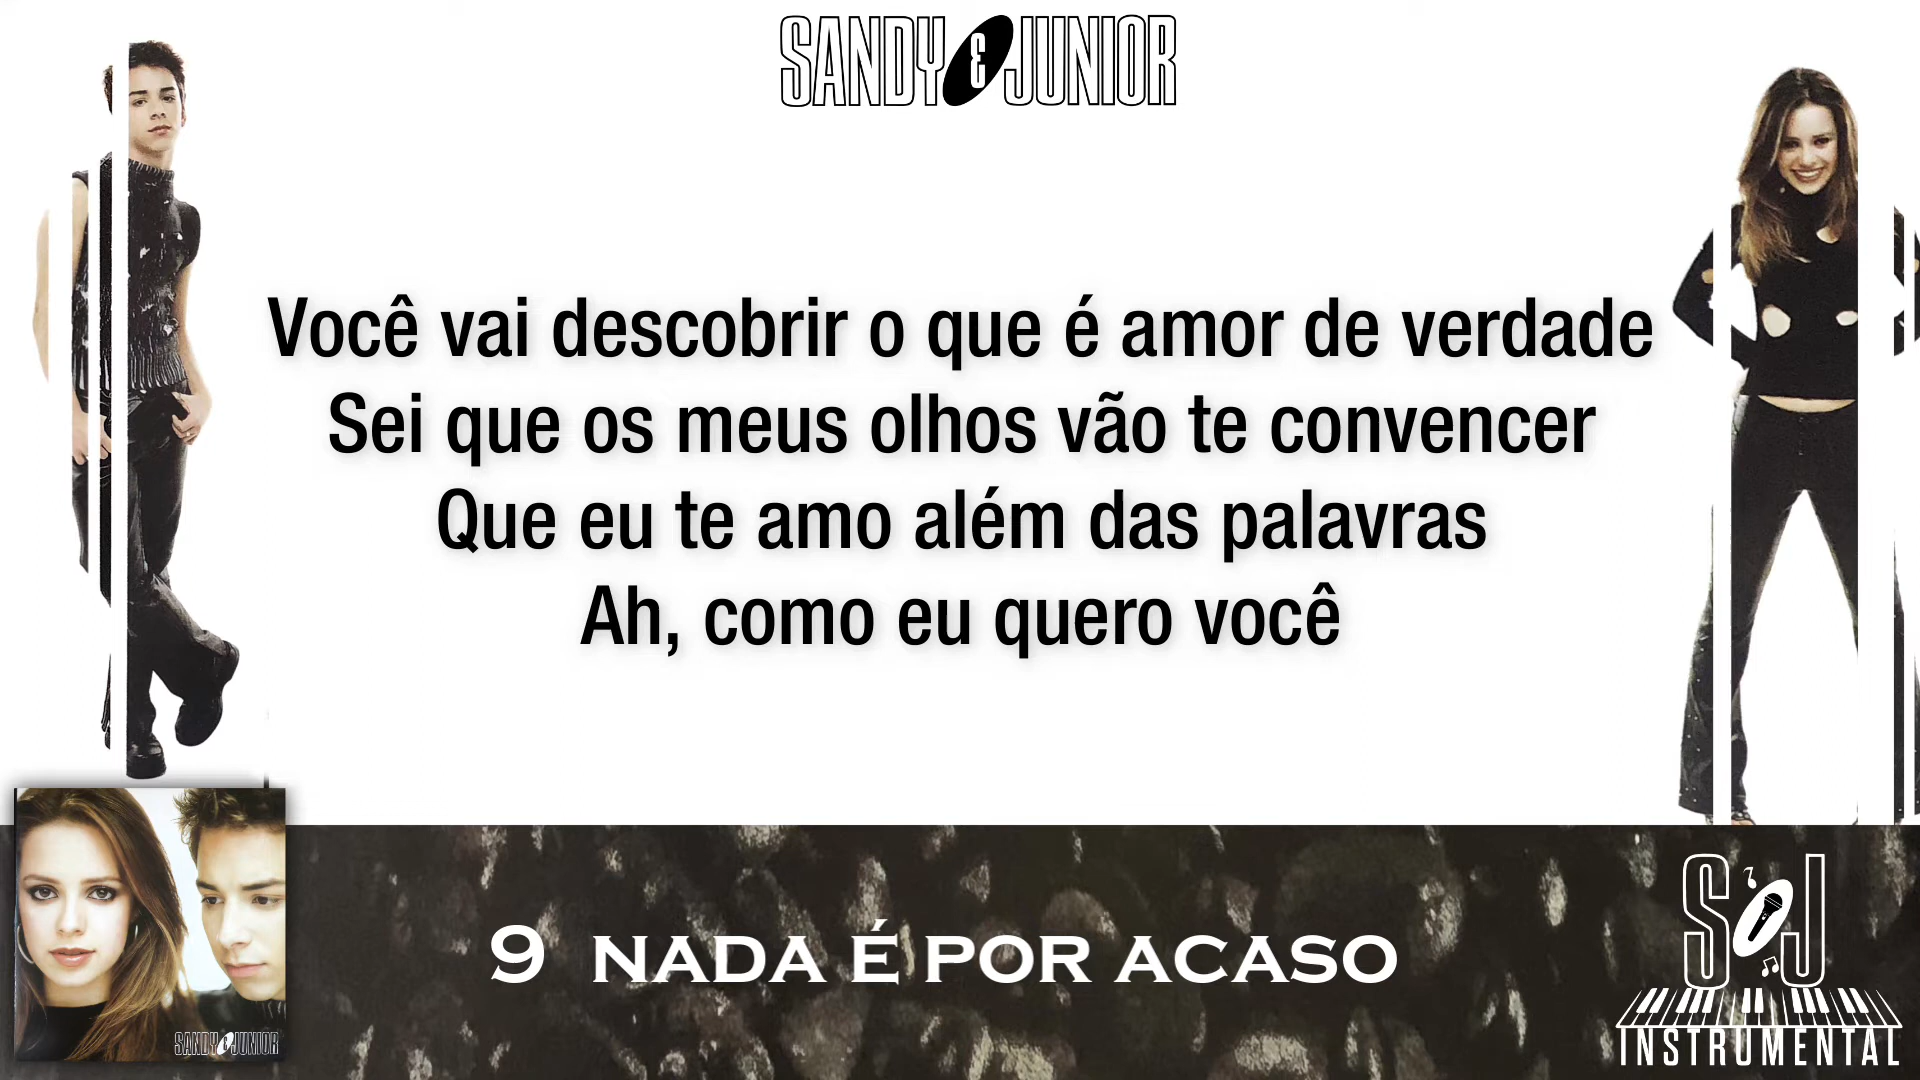 SANDY & JUNIOR
Você vai descobrir o que é amor de verdade
Sei que os meus olhos vão te convencer
Que eu te amo além das palavras
Ah, como eu quero você
SANDY & JUNIOR
9 NADA É POR ACASO
S J
INSTRUMENTAL